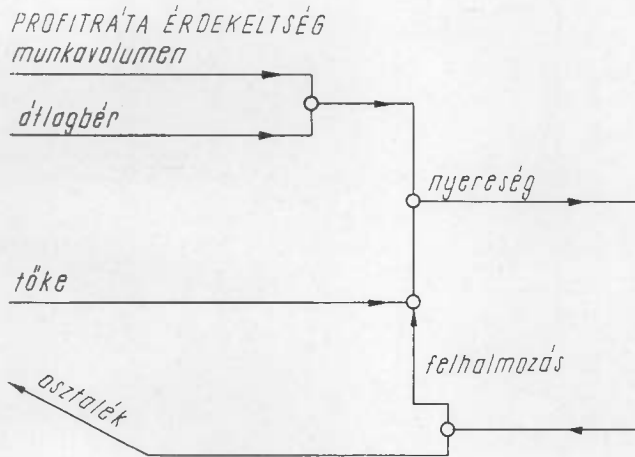 PROFITRÁTA ÉRDEKELTSÉG
munkavolumen
átlagbér
nyereség
tőke
felhalmozás
osztalék